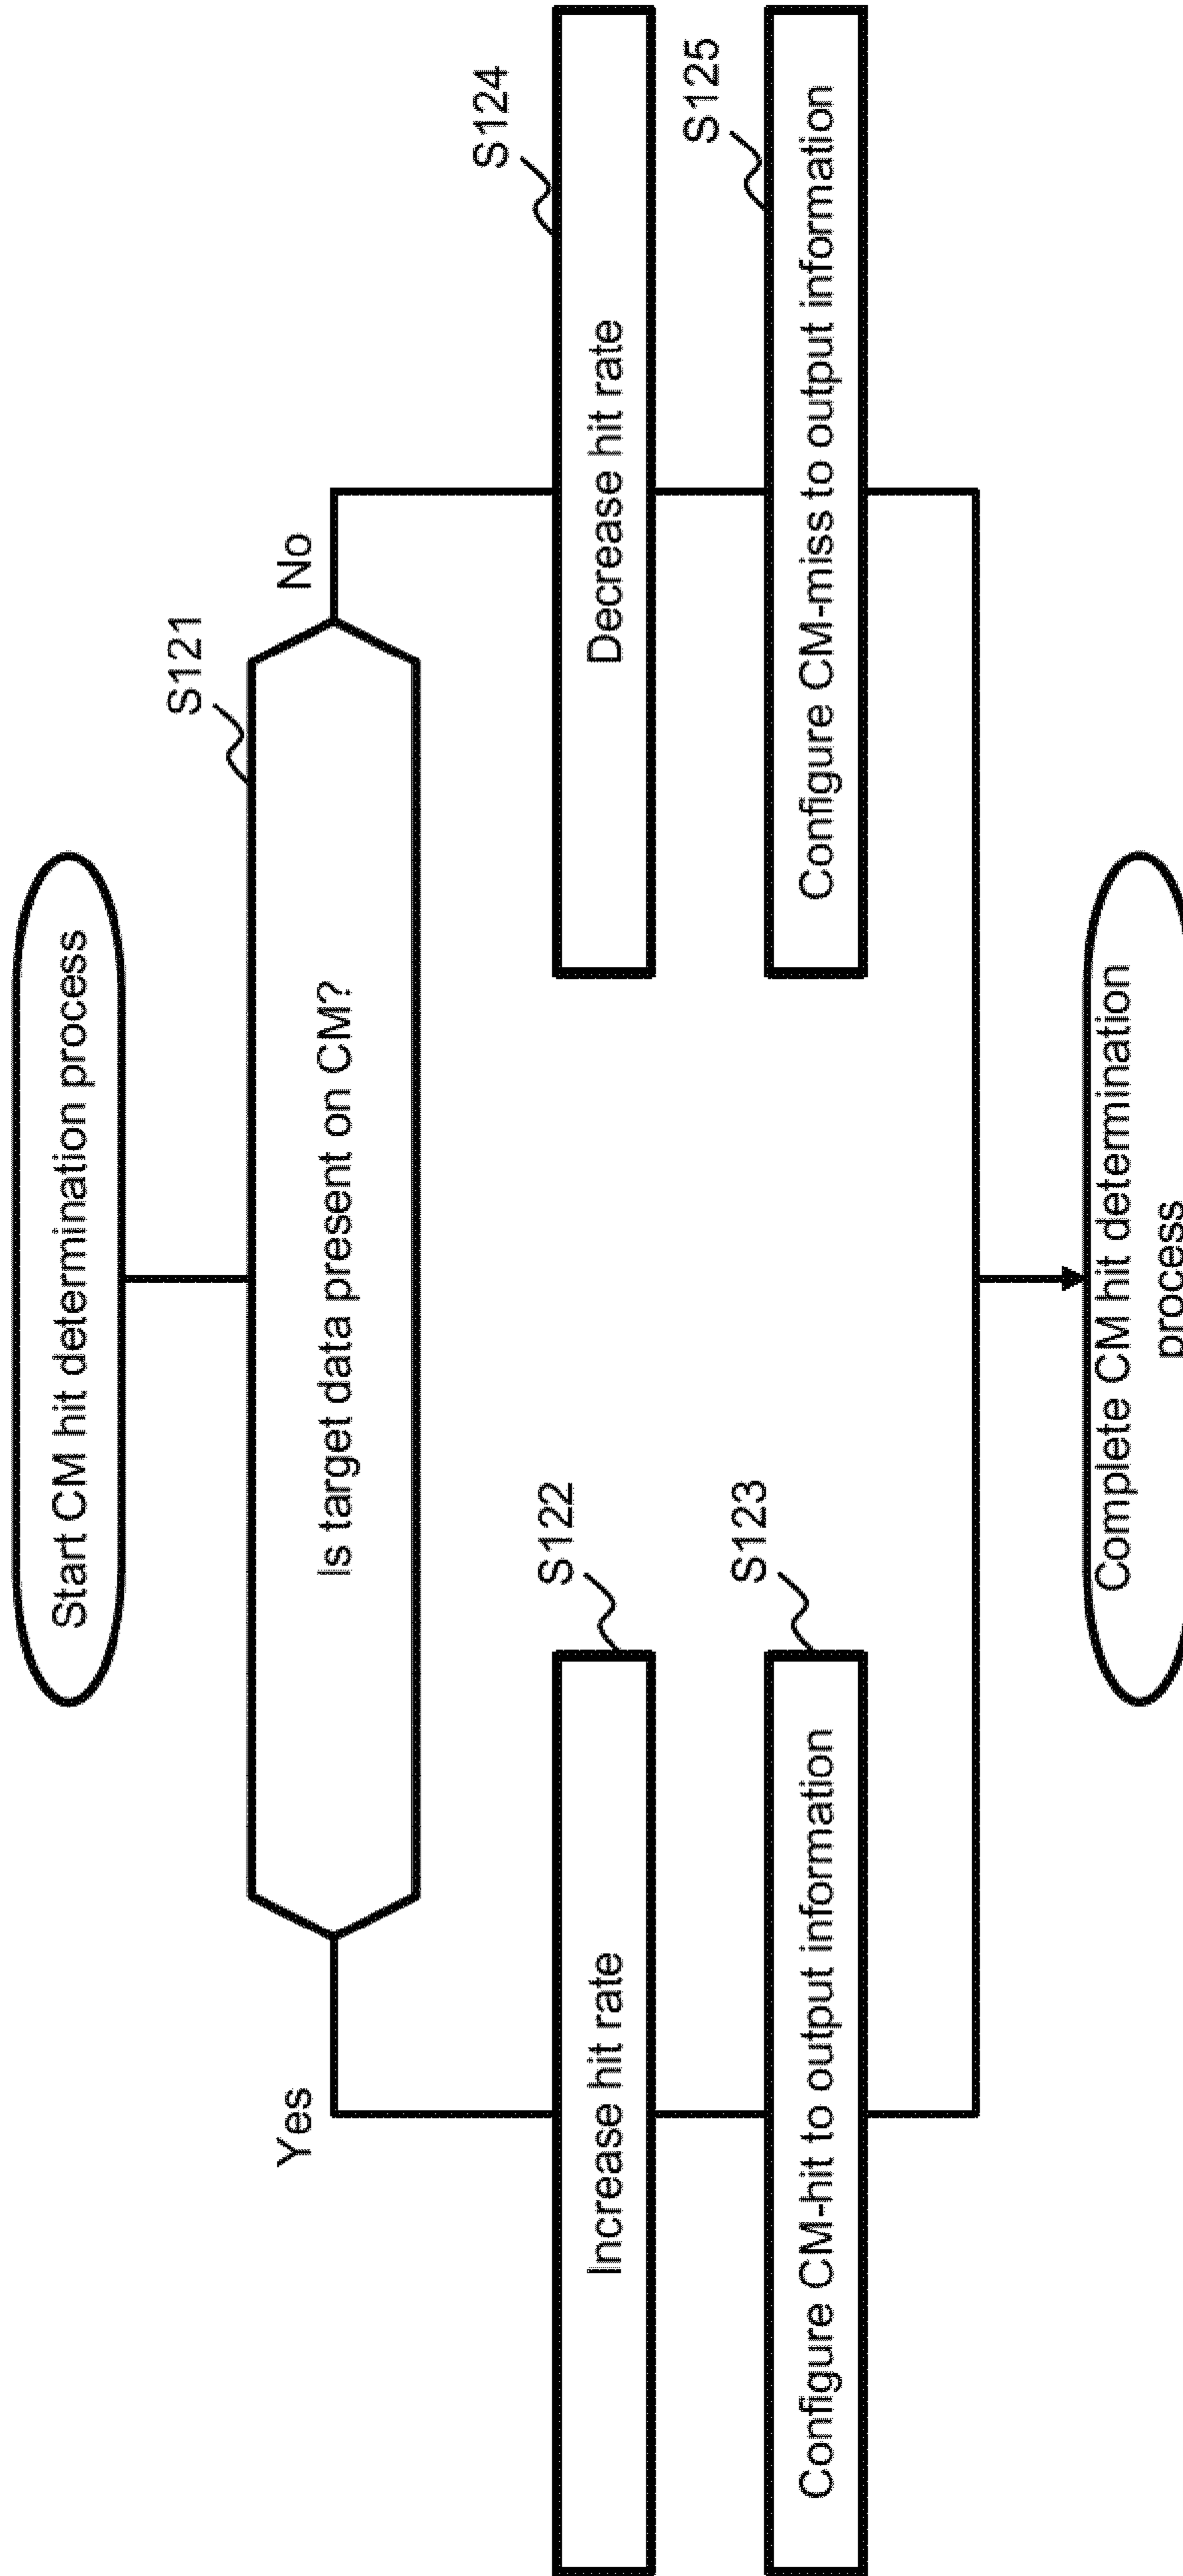 Start CM hit determination process
S121
Is target data present on CM?
Yes
No
S122
Increase hit rate
S123
Configure CM-hit to output information
S124
Decrease hit rate
S125
Configure CM-miss to output information
Complete CM hit determination
process